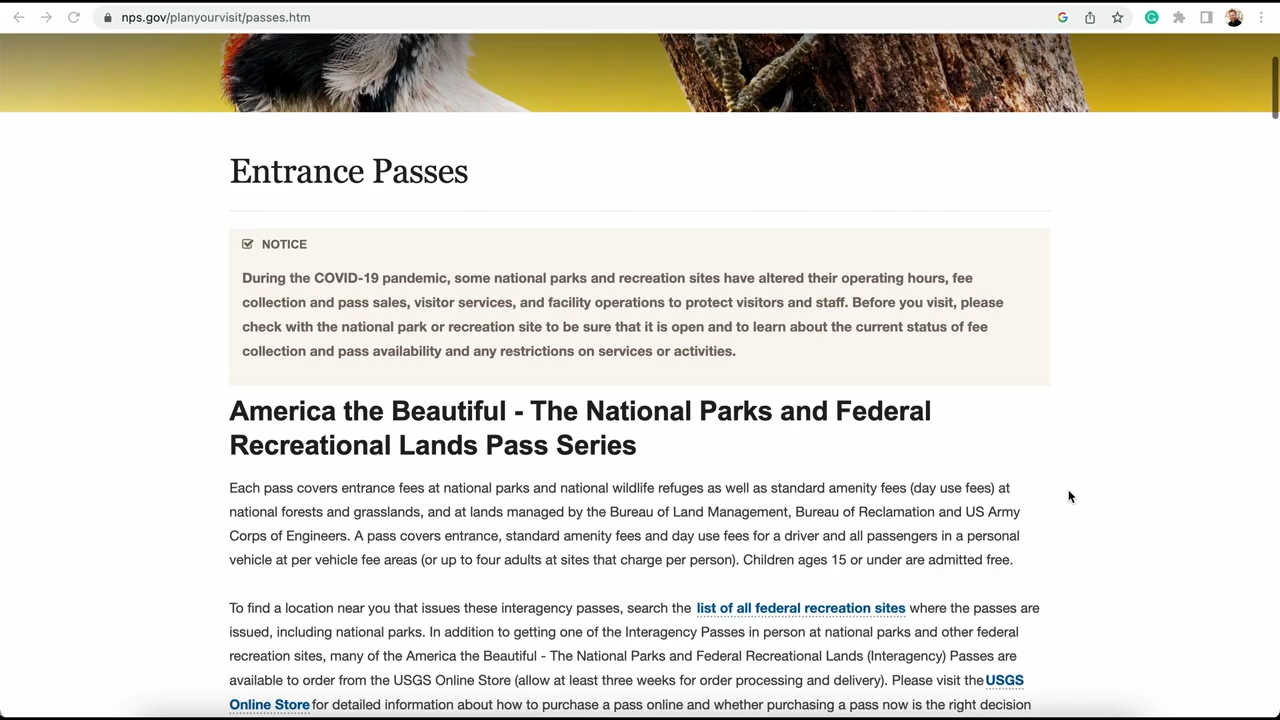 nps.gov/planyourvisit/passes.htm
Entrance Passes
NOTICE
During the COVID-19 pandemic, some national parks and recreation sites have altered their operating hours, fee
collection and pass sales, visitor services, and facility operations to protect visitors and staff. Before you visit, please
check with the national park or recreation site to be sure that it is open and to learn about the current status of fee
collection and pass availability and any restrictions on services or activities.
America the Beautiful - The National Parks and Federal
Recreational Lands Pass Series
Each pass covers entrance fees at national parks and national wildlife refuges as well as standard amenity fees (day use fees) at
national forests and grasslands, and at lands managed by the Bureau of Land Management, Bureau of Reclamation and US Army
Corps of Engineers. A pass covers entrance, standard amenity fees and day use fees for a driver and all passengers in a personal
vehicle at per vehicle fee areas (or up to four adults at sites that charge per person). Children ages 15 or under are admitted free.
To find a location near you that issues these interagency passes, search the list of all federal recreation sites where the passes are
issued, including national parks. In addition to getting one of the Interagency Passes in person at national parks and other federal
recreation sites, many of the America the Beautiful - The National Parks and Federal Recreational Lands (Interagency) Passes are
available to order from the USGS Online Store (allow at least three weeks for order processing and delivery). Please visit the USGS
Online Store for detailed information about how to purchase a pass online and whether purchasing a pass now is the right decision